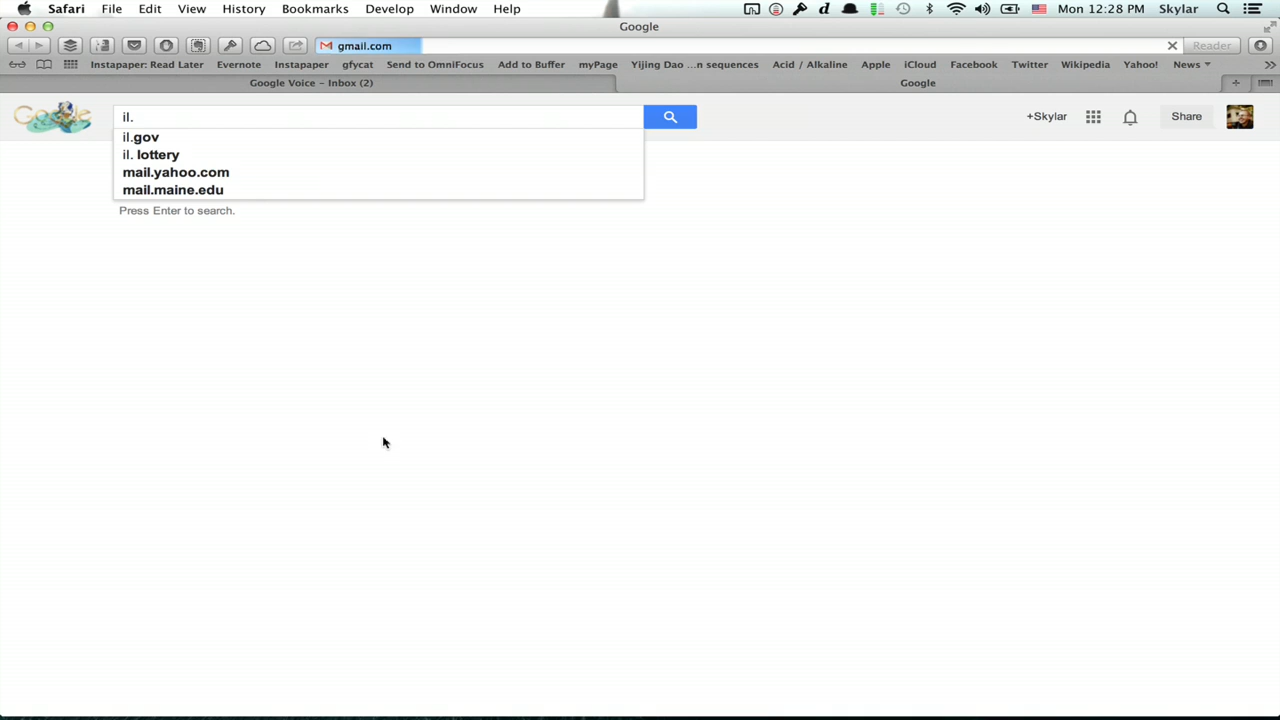 Safari File Edit View History Bookmarks Develop Window Help d Mon 12:28 PM Skylar
Google
gmail.com Reader
Instapaper: Read Later Evernote Instapaper gfycat Send to OmniFocus Add to Buffer myPage Yijing Dao ...n sequences Acid / Alkaline Apple iCloud Facebook Twitter Wikipedia Yahoo! News
Google Voice – Inbox (2) Google
Google il. +Skylar Share
il.gov
il. lottery
mail.yahoo.com
mail.maine.edu
Press Enter to search.